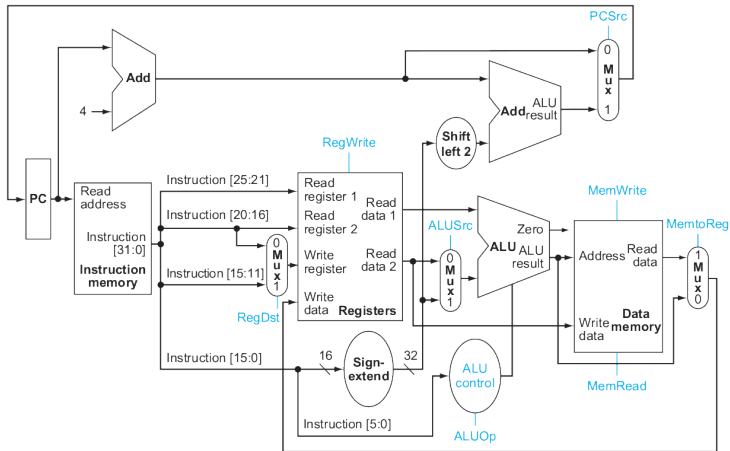 PCSrc
0
M
u
x
1
Add
4
Add
ALU
result
Shift
left 2
RegWrite
PC
Read
address
Instruction
[31:0]
Instruction
memory
Instruction [25:21]
Instruction [20:16]
Instruction [15:11]
0
M
u
x
1
RegDst
Read
register 1
Read
data 1
Read
register 2
Write
register
Read
data 2
Write
data
Registers
ALUSrc
0
M
u
x
1
Zero
ALU
ALU
result
MemWrite
Address
Read
data
Write
data
Data
memory
MemRead
MemtoReg
1
M
u
x
0
Instruction [15:0]
16
Sign-
extend
32
ALU
control
Instruction [5:0]
ALUOp